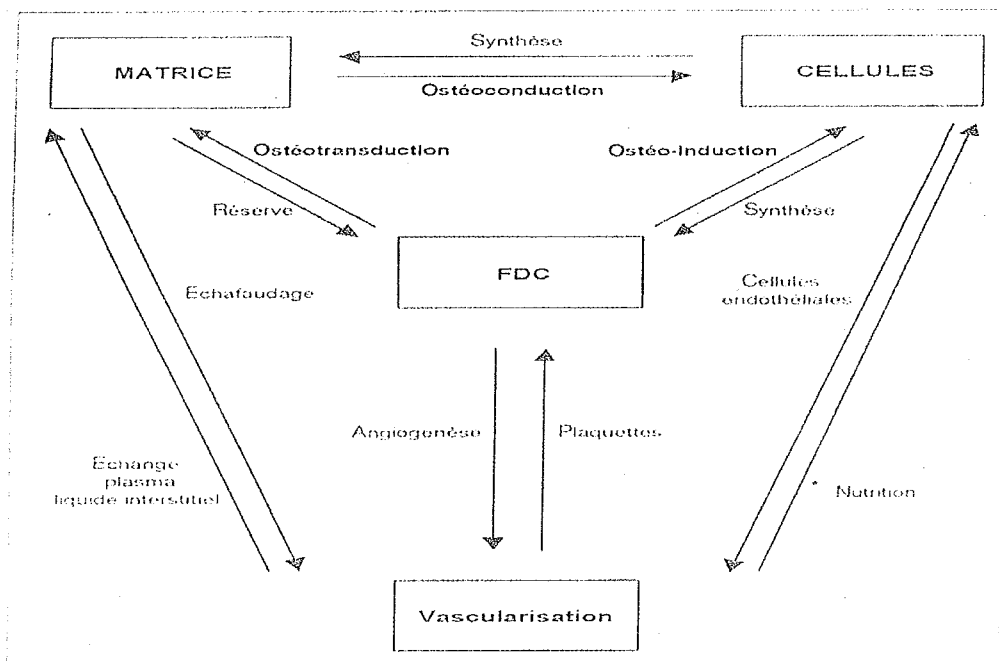 Synthèse
MATRICE
CELLULES
Ostéoconduction
Ostéotransduction
Ostéo-induction
Réserve
Synthèse
FDC
Echafaudage
Cellules
endothéliales
Angiogenèse
Plaquettes
Echange
plasma
liquide interstitiel
Nutrition
Vascularisation